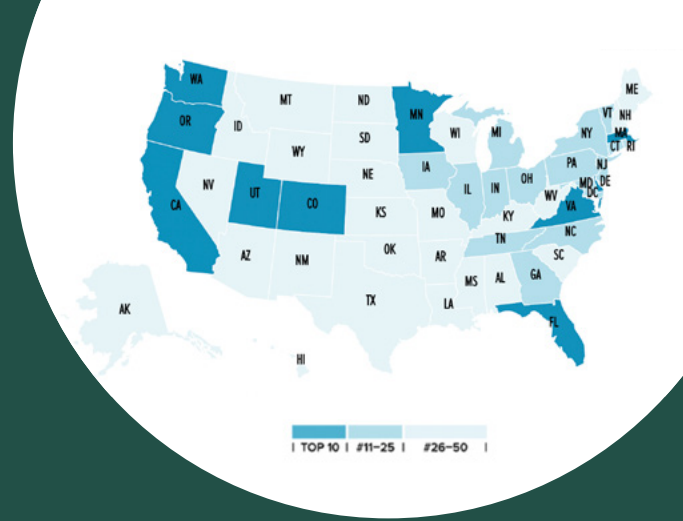 WA
MT
ND
MN
ME
OR
ID
SD
WI
MI
VT
NH
NY
MA
WY
CT RI
IA
PA
NJ
NE
OH
MD
DE
NV
UT
CO
IL
IN
WV
DC
CA
KS
MO
KY
VA
TN
NC
AZ
NM
OK
AR
SC
MS
AL
GA
TX
LA
AK
FL
HI
| TOP 10 | #11–25 | #26–50 |